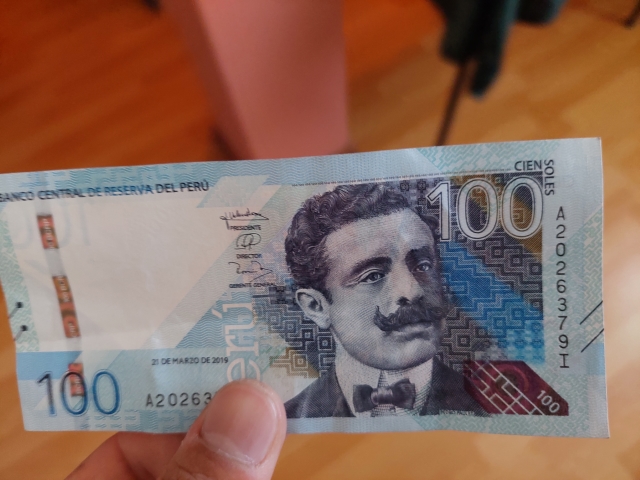 BANCO CENTRAL DE RESERVA DEL PERÚ
CIEN
SOLES
100
A2026379I
PRESIDENTE
DIRECTOR
GERENTE GENERAL
21 DE MARZO DE 2019
100
A20263
100